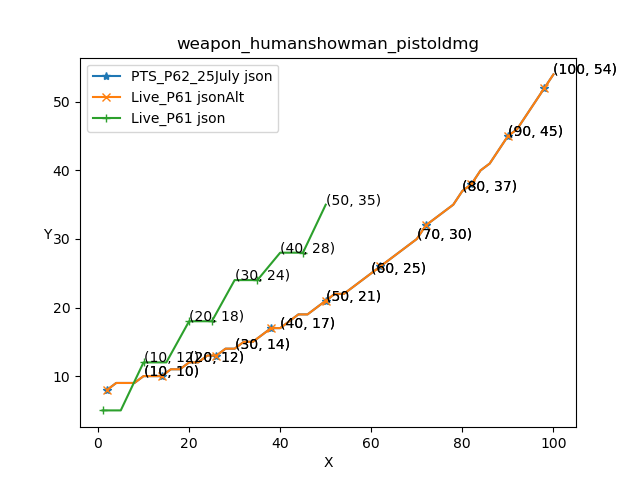 weapon_humanshowman_pistoldmg
PTS_P62_25July json
Live_P61 jsonAlt
Live_P61 json
(100, 54)
50
(90, 45)
40
(80, 37)
(50, 35)
Y
30
(70, 30)
(40, 28)
(60, 25)
(30, 24)
(50, 21)
20
(20, 18)
(40, 17)
(30, 14)
(10, 12)
(20, 12)
(10, 10)
10
0 20 40 60 80 100
X